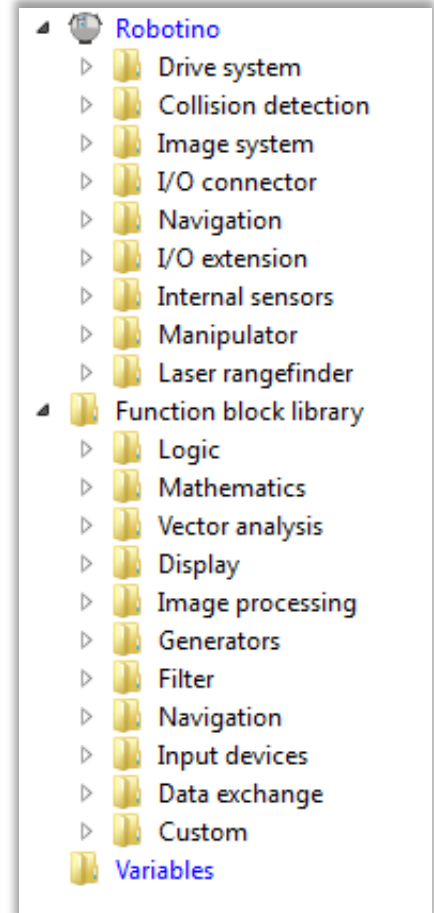 Robotino
Drive system
Collision detection
Image system
I/O connector
Navigation
I/O extension
Internal sensors
Manipulator
Laser rangefinder
Function block library
Logic
Mathematics
Vector analysis
Display
Image processing
Generators
Filter
Navigation
Input devices
Data exchange
Custom
Variables